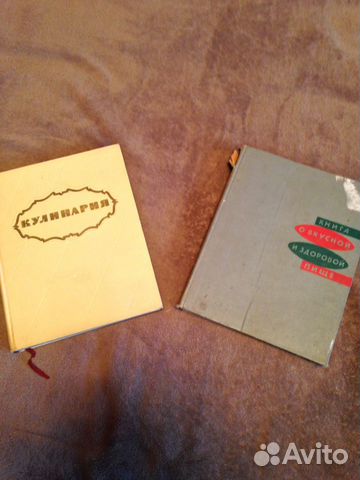 КУЛИНАРИЯ
КНИГА
О ВКУСНОЙ
И ЗДОРОВОЙ
ПИЩЕ
Avito